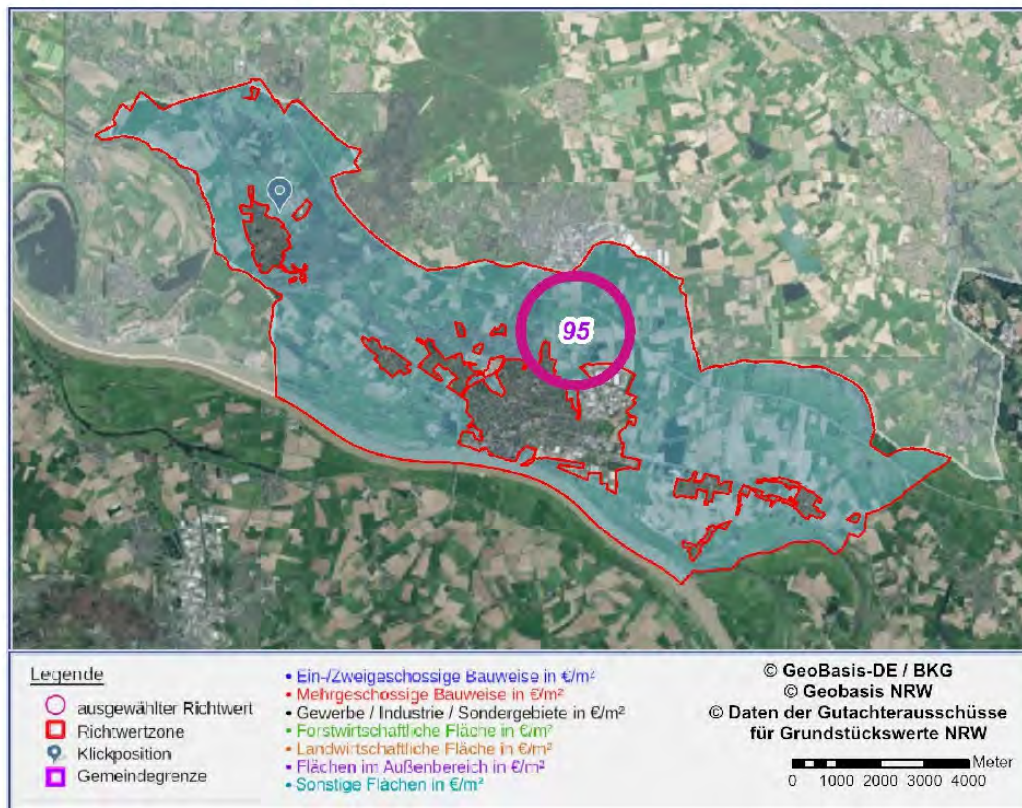 95
Legende
ausgewählter Richtwert
Richtwertzone
Klickposition
Gemeindegrenze
• Ein-/Zweigeschossige Bauweise in €/m²
• Mehrgeschossige Bauweise in €/m²
• Gewerbe / Industrie / Sondergebiete in €/m²
• Forstwirtschaftliche Fläche in €/m²
• Landwirtschaftliche Fläche in €/m²
• Flächen im Außenbereich in €/m²
• Sonstige Flächen in €/m²
© GeoBasis-DE / BKG
© Geobasis NRW
© Daten der Gutachterausschüsse
für Grundstückswerte NRW
Meter
0 1000 2000 3000 4000